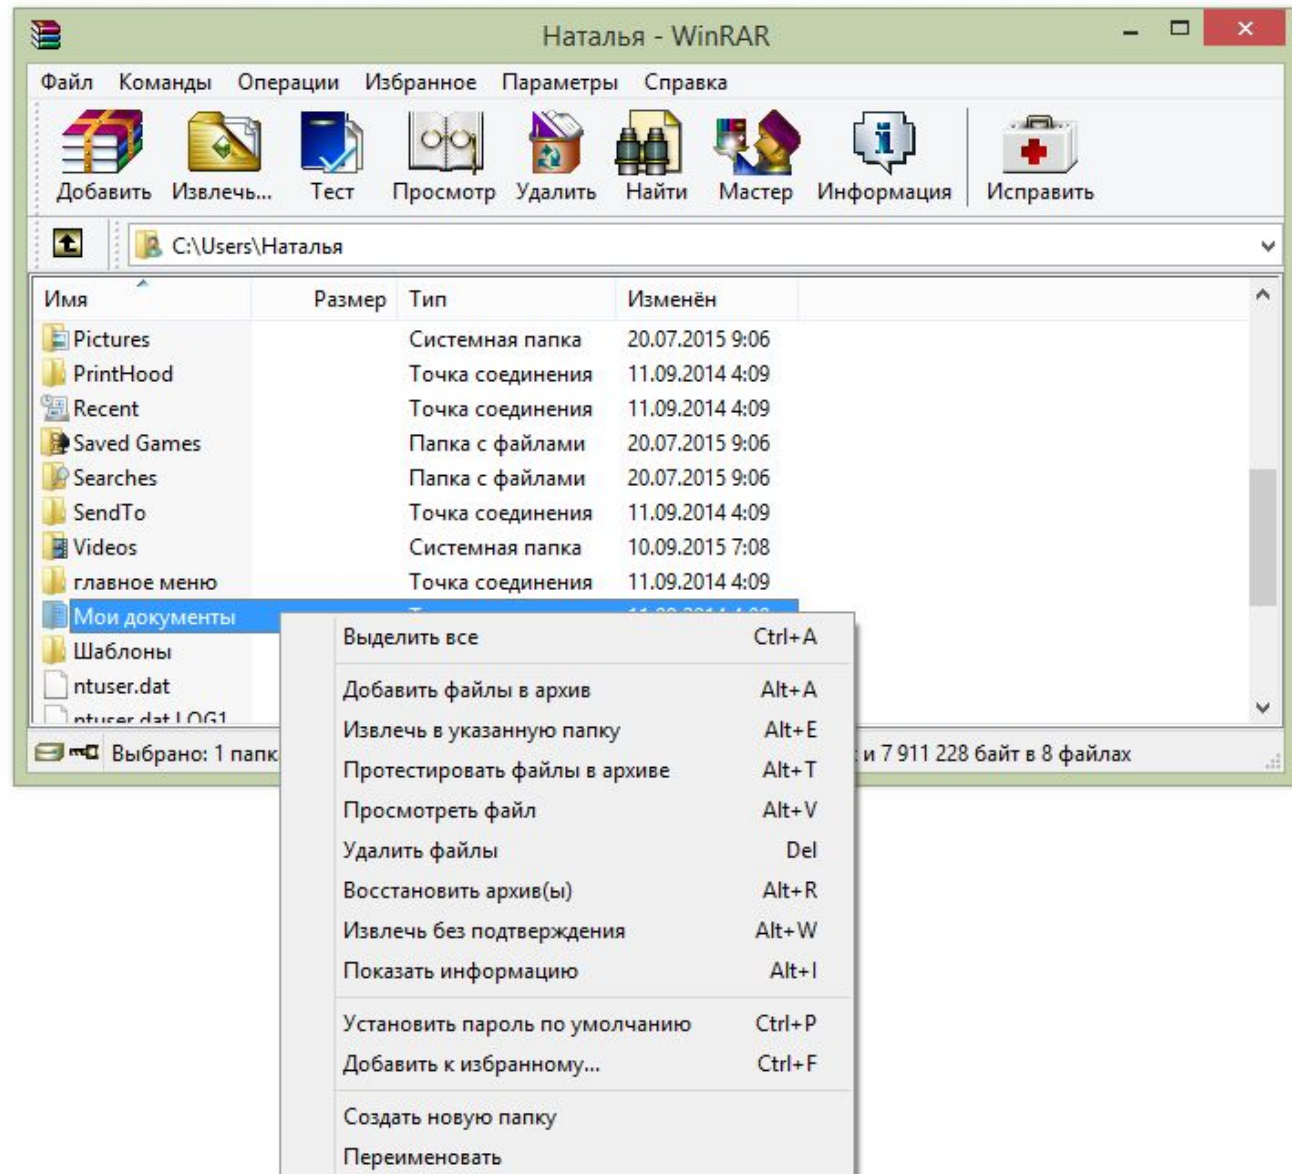 Наталья - WinRAR
Файл Команды Операции Избранное Параметры Справка
Добавить Извлечь... Тест Просмотр Удалить Найти Мастер Информация Исправить
C:\Users\Наталья
Имя Размер Тип Изменён
Pictures Системная папка 20.07.2015 9:06
PrintHood Точка соединения 11.09.2014 4:09
Recent Точка соединения 11.09.2014 4:09
Saved Games Папка с файлами 20.07.2015 9:06
Searches Папка с файлами 20.07.2015 9:06
SendTo Точка соединения 11.09.2014 4:09
Videos Системная папка 10.09.2015 7:08
главное меню Точка соединения 11.09.2014 4:09
Мои документы
Шаблоны
ntuser.dat
ntuser.dat.LOG1
Выбрано: 1 папк и 7 911 228 байт в 8 файлах
Выделить все Ctrl+A
Добавить файлы в архив Alt+A
Извлечь в указанную папку Alt+E
Протестировать файлы в архиве Alt+T
Просмотреть файл Alt+V
Удалить файлы Del
Восстановить архив(ы) Alt+R
Извлечь без подтверждения Alt+W
Показать информацию Alt+I
Установить пароль по умолчанию Ctrl+P
Добавить к избранному... Ctrl+F
Создать новую папку
Переименовать